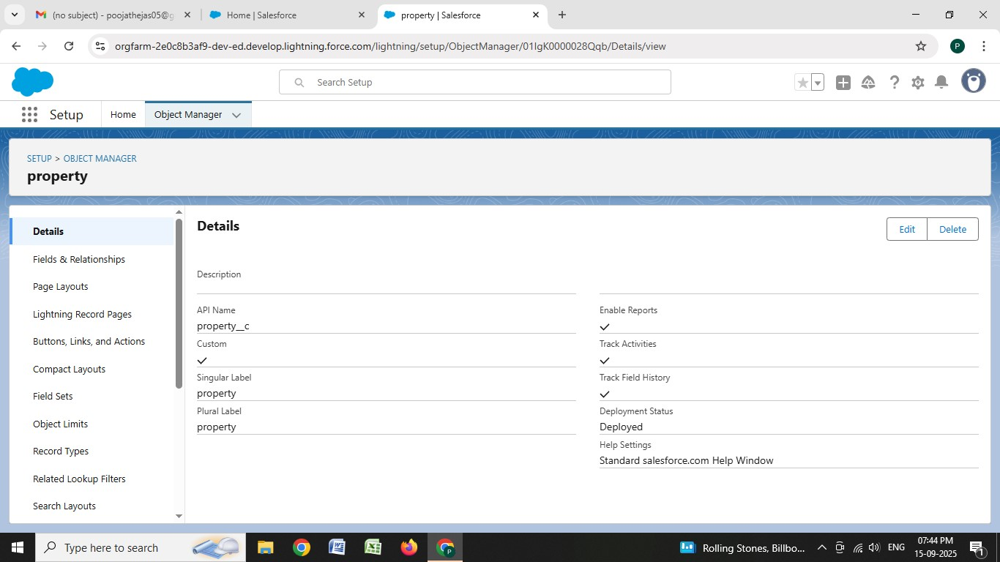 (no subject) - poojathejas05@g
Home | Salesforce
property | Salesforce
orgfarm-2e0c8b3af9-dev-ed.develop.lightning.force.com/lightning/setup/ObjectManager/01IgK0000028Qqb/Details/view
P
Search Setup
Setup
Home
Object Manager
SETUP > OBJECT MANAGER
property
Details
Fields & Relationships
Page Layouts
Lightning Record Pages
Buttons, Links, and Actions
Compact Layouts
Field Sets
Object Limits
Record Types
Related Lookup Filters
Search Layouts
Details
Edit
Delete
Description
API Name
property__c
Custom
Singular Label
property
Plural Label
property
Enable Reports
Track Activities
Track Field History
Deployment Status
Deployed
Help Settings
Standard salesforce.com Help Window
Type here to search
Rolling Stones, Billbo...
ENG
07:44 PM
15-09-2025
1